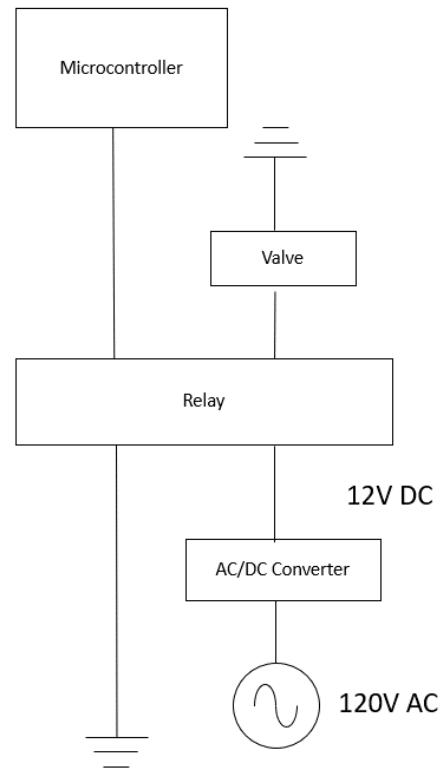 Microcontroller
Valve
Relay
12V DC
AC/DC Converter
120V AC